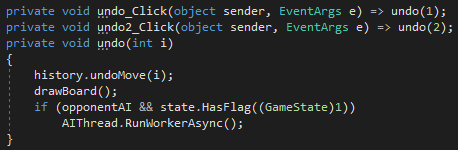 private void undo_Click(object sender, EventArgs e) => undo(1);
private void undo2_Click(object sender, EventArgs e) => undo(2);
private void undo(int i)
{
    history.undoMove(i);
    drawBoard();
    if (opponentAI && state.HasFlag((GameState)1))
        AIThread.RunWorkerAsync();
}